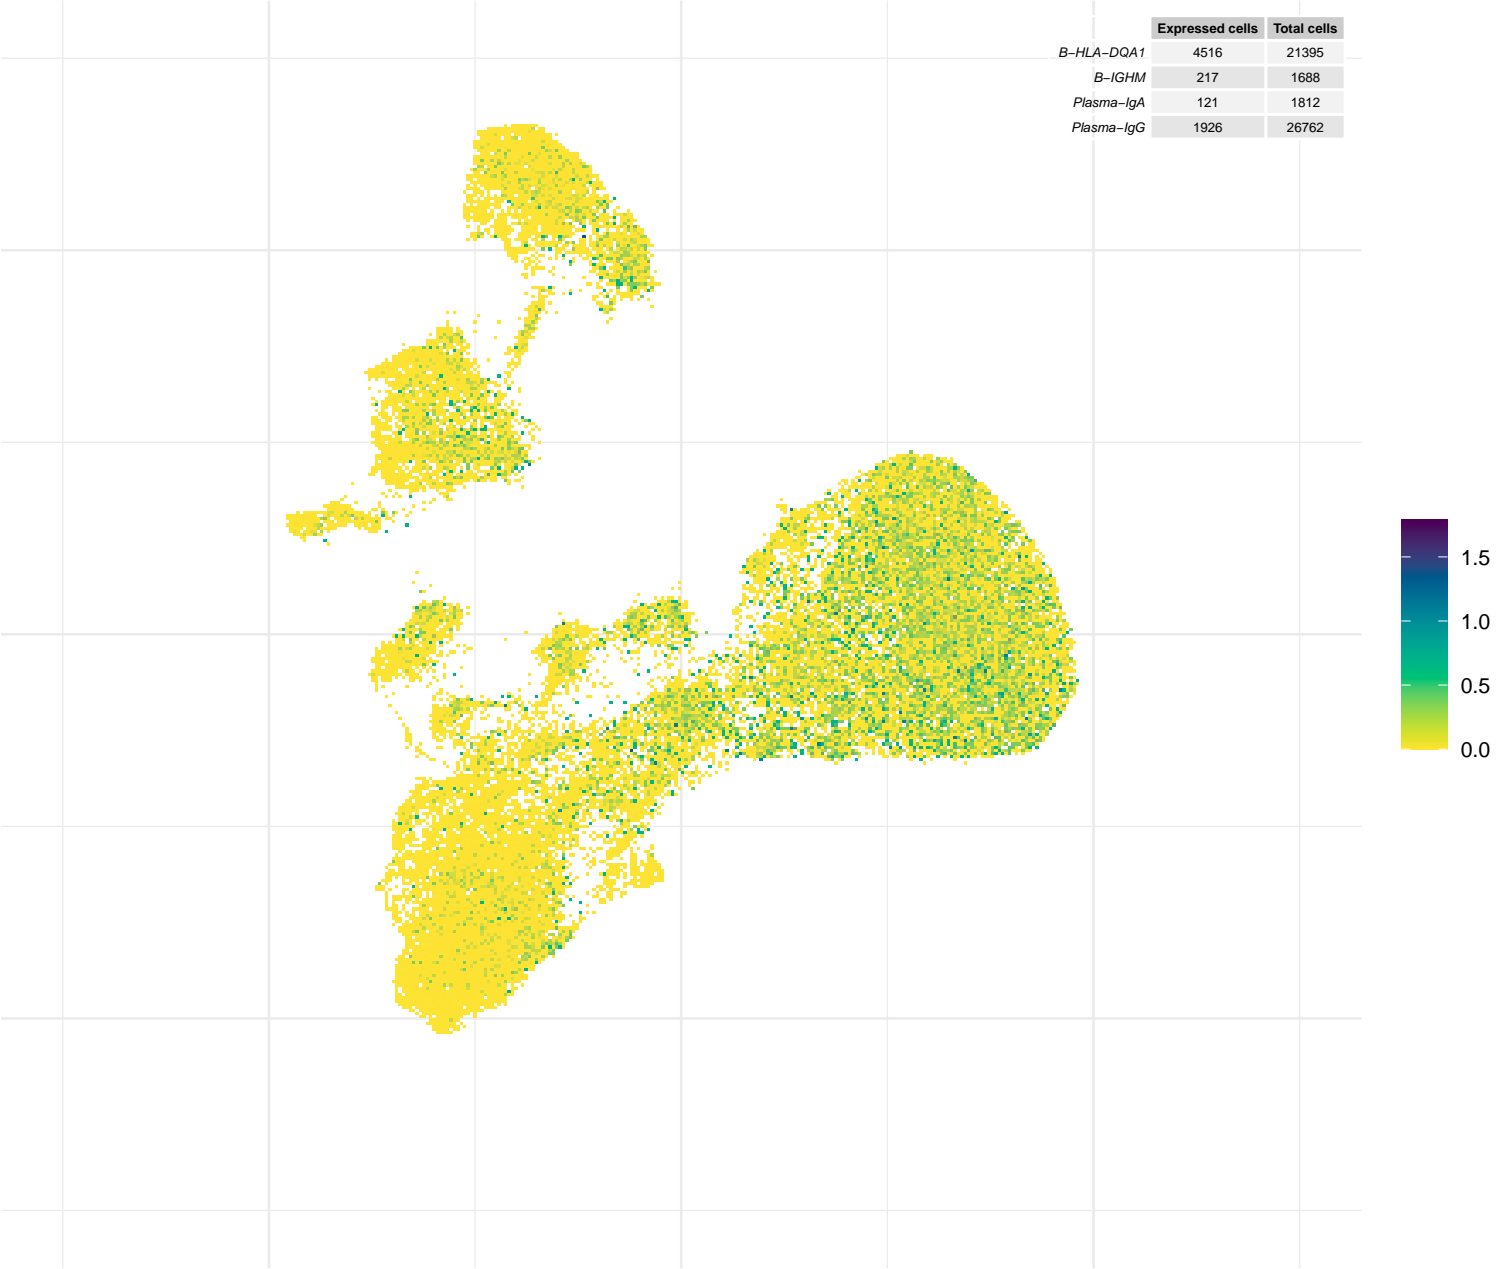 Expressed cells Total cells
B−HLA−DQA1 4516 21395
B−IGHM 217 1688
Plasma−IgA 121 1812
Plasma−IgG 1926 26762
1.5
1.0
0.5
0.0